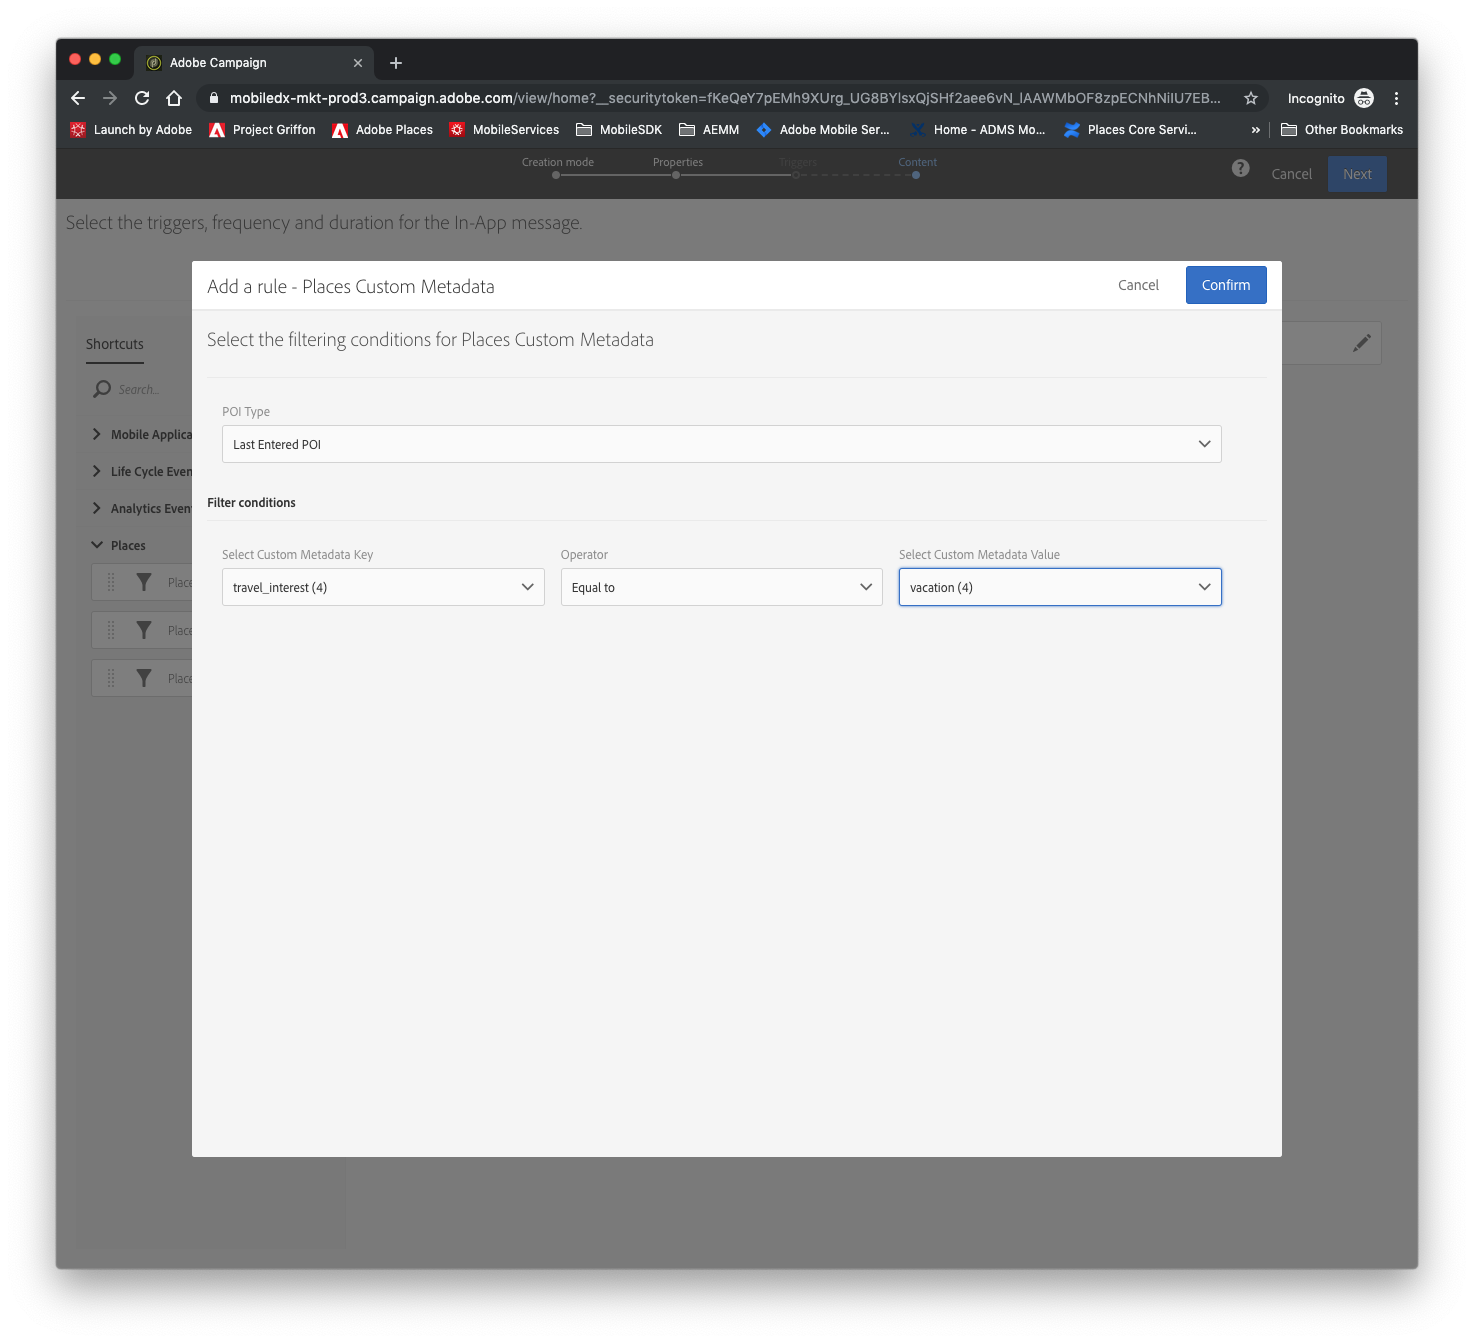 Adobe Campaign
mobiledx-mkt-prod3.campaign.adobe.com/view/home?__securitytoken=fKeQeY7pEMh9XUrg_UG8BYIsxQjSHf2aee6vN_lAAWMbOF8zpECNhNiIU7EB...
Incognito
Launch by Adobe Project Griffon Adobe Places MobileServices MobileSDK AEMM Adobe Mobile Ser... Home - ADMS Mo... Places Core Servi... » Other Bookmarks
Creation mode Properties Triggers Content
? Cancel Next
Select the triggers, frequency and duration for the In-App message.
Add a rule - Places Custom Metadata
Cancel Confirm
Select the filtering conditions for Places Custom Metadata
Shortcuts
Search...
Mobile Applica
Life Cycle Even
Analytics Even
Places
Place
Place
Place
POI Type
Last Entered POI
Filter conditions
Select Custom Metadata Key Operator Select Custom Metadata Value
travel_interest (4) Equal to vacation (4)